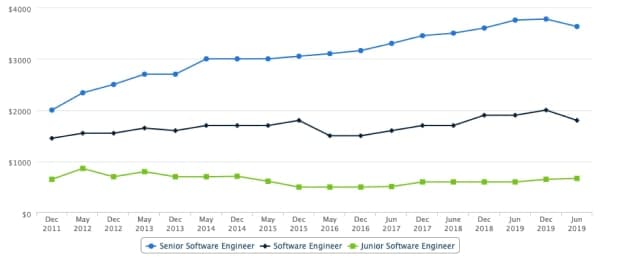 $4000
$3000
$2000
$1000
$0
Dec May Dec May Dec May Dec May Dec May Dec Jun Dec June Dec Jun Dec Jun
2011 2012 2012 2013 2013 2014 2014 2015 2015 2016 2016 2017 2017 2018 2018 2019 2019 2019
Senior Software Engineer Software Engineer Junior Software Engineer